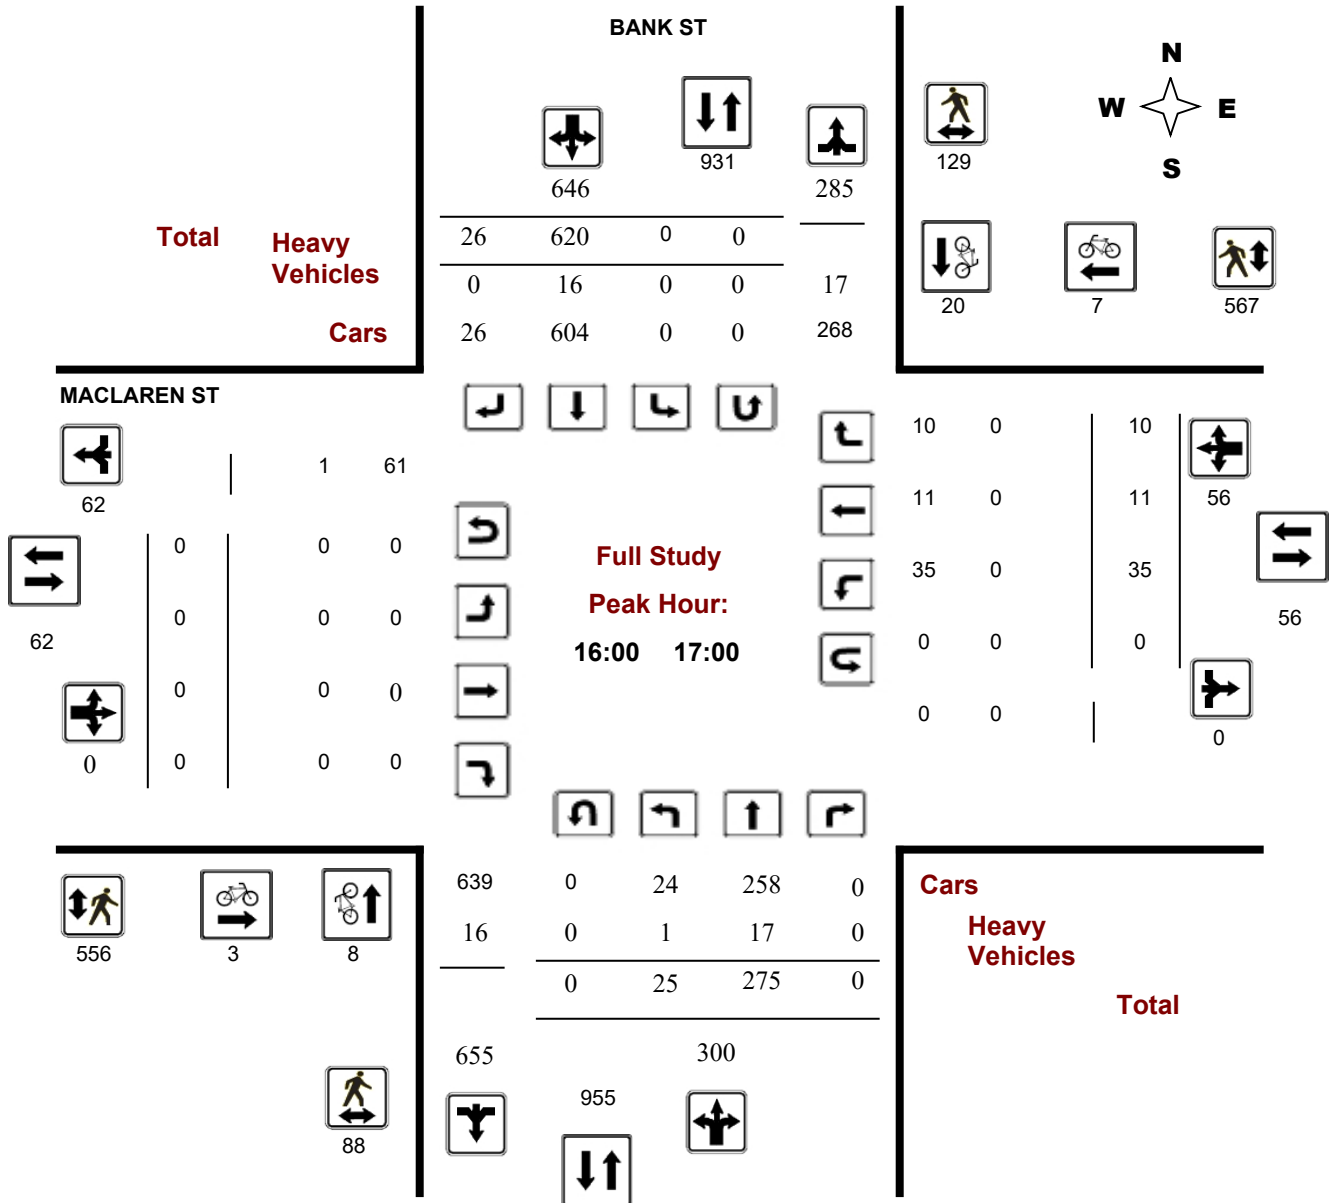 BANK ST
N
W E
S
931
129
646 285
Total Heavy Vehicles
26 620 0 0
0 16 0 0 17
20 7 567
Cars
26 604 0 0 268
MACLAREN ST
10 0 10
1 61
62
11 0 11
56
0 0 0
Full Study
35 0 35
Peak Hour:
0 0 0
56
62
16:00 17:00
0 0 0
0 0 0
0 0
0
0 0 0
0
639 0 24 258 0
Cars
16 0 1 17 0
Heavy Vehicles
556 3 8
0 25 275 0
Total
655 300
955
88